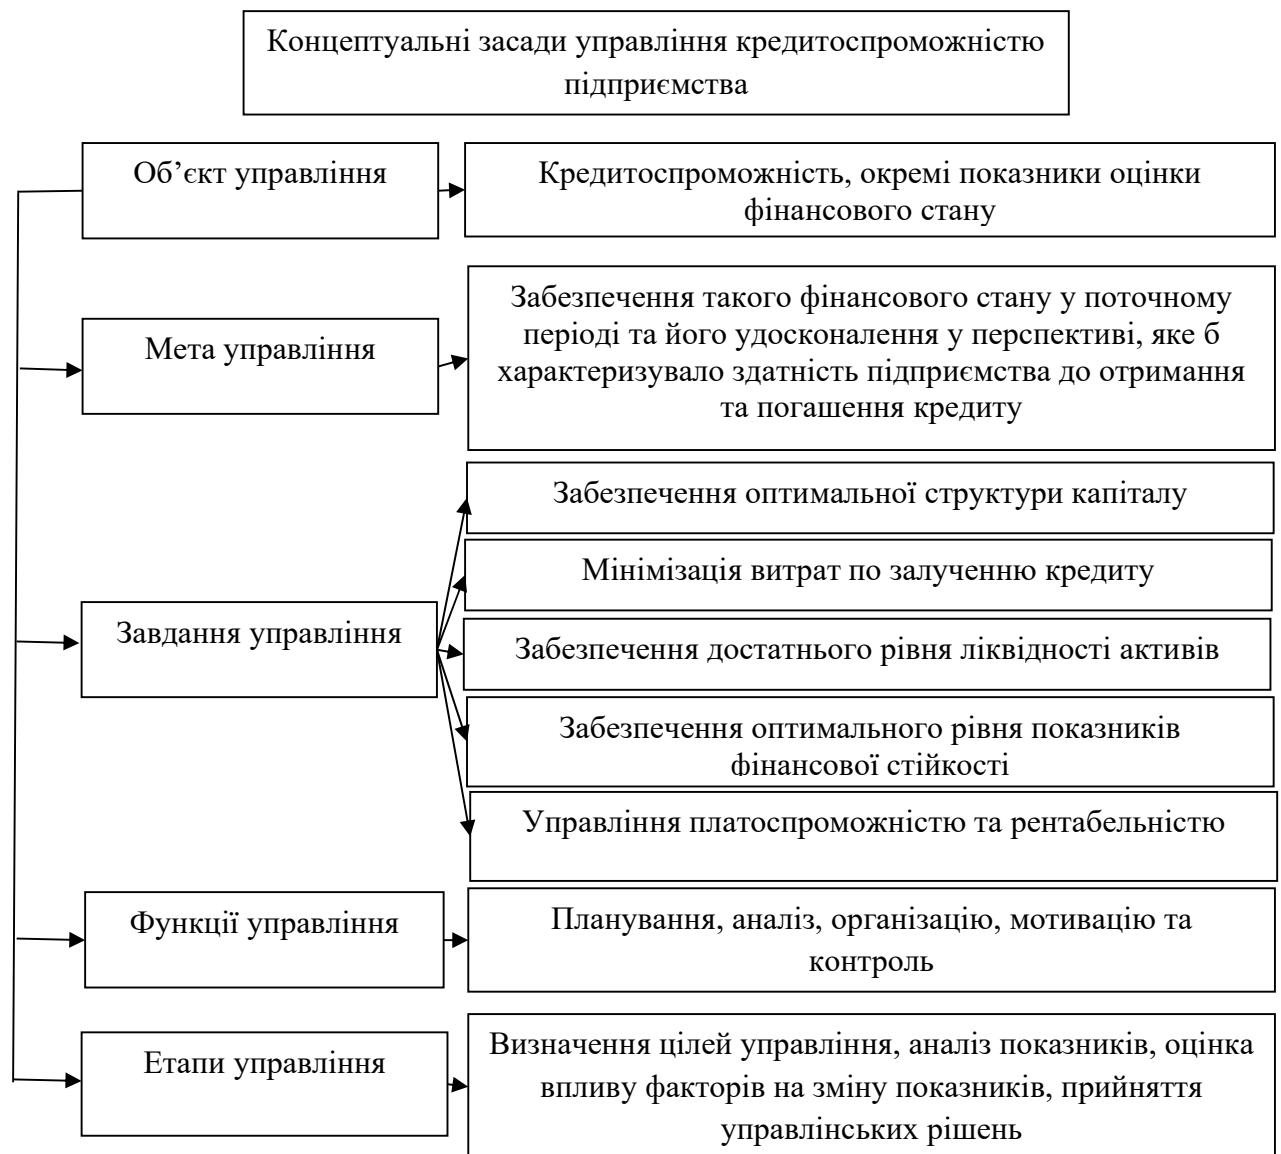 Концептуальні засади управління кредитоспроможністю
підприємства
Об’єкт управління
Кредитоспроможність, окремі показники оцінки
фінансового стану
Мета управління
Забезпечення такого фінансового стану у поточному
періоді та його удосконалення у перспективі, яке б
характеризувало здатність підприємства до отримання
та погашення кредиту
Завдання управління
Забезпечення оптимальної структури капіталу
Мінімізація витрат по залученню кредиту
Забезпечення достатнього рівня ліквідності активів
Забезпечення оптимального рівня показників
фінансової стійкості
Управління платоспроможністю та рентабельністю
Функції управління
Планування, аналіз, організацію, мотивацію та
контроль
Етапи управління
Визначення цілей управління, аналіз показників, оцінка
впливу факторів на зміну показників, прийняття
управлінських рішень